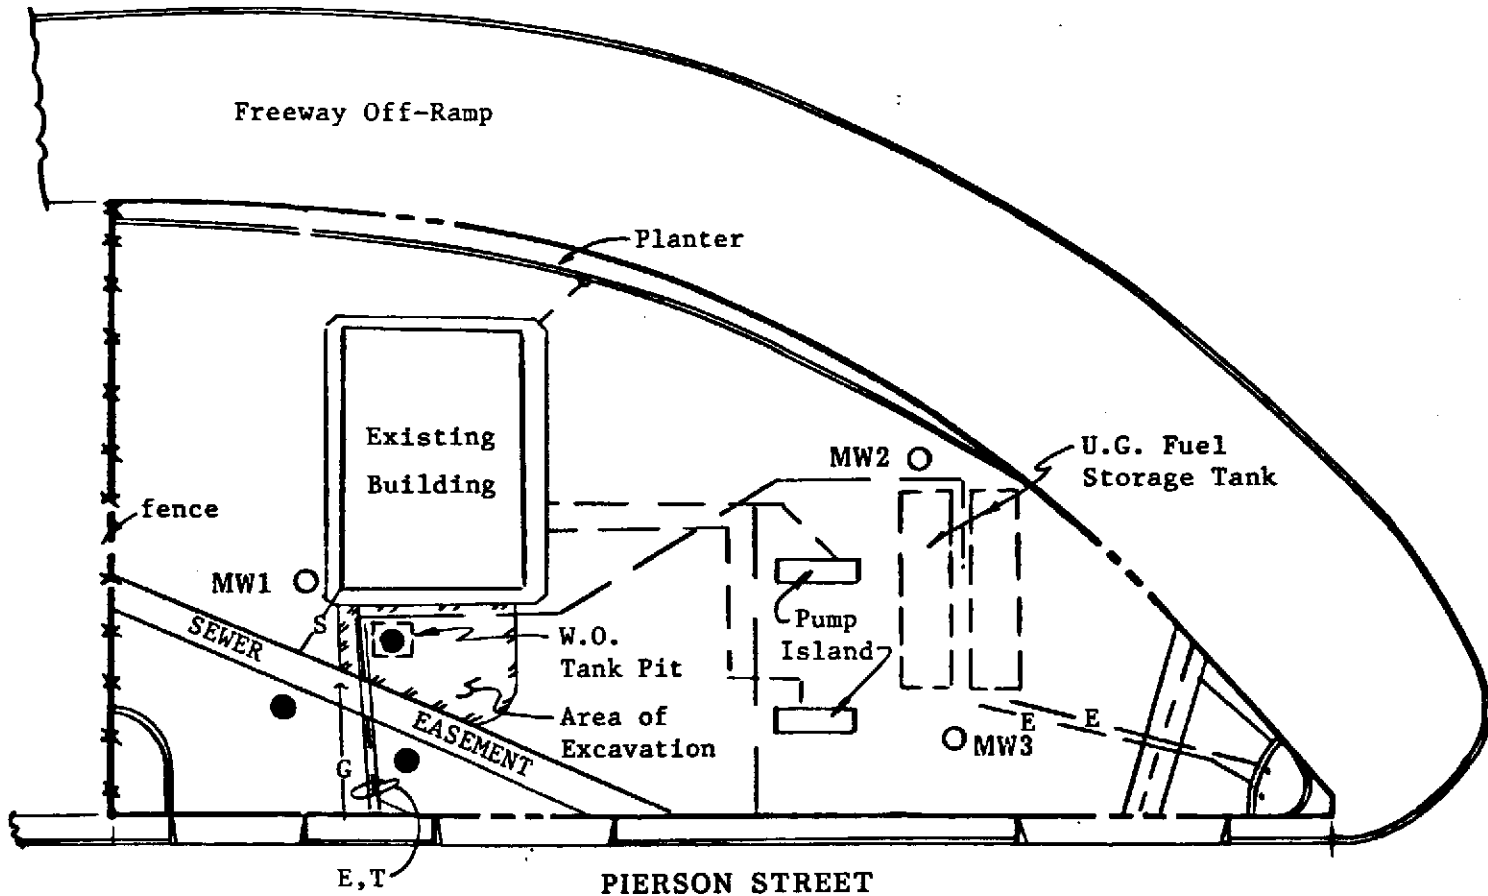 Freeway Off-Ramp
Planter
Existing
Building
MW2
U.G. Fuel
Storage Tank
fence
MW1
S
SEWER
EASEMENT
W.O.
Tank Pit
Pump
Island
Area of
Excavation
E
E
MW3
G
E,T
PIERSON STREET